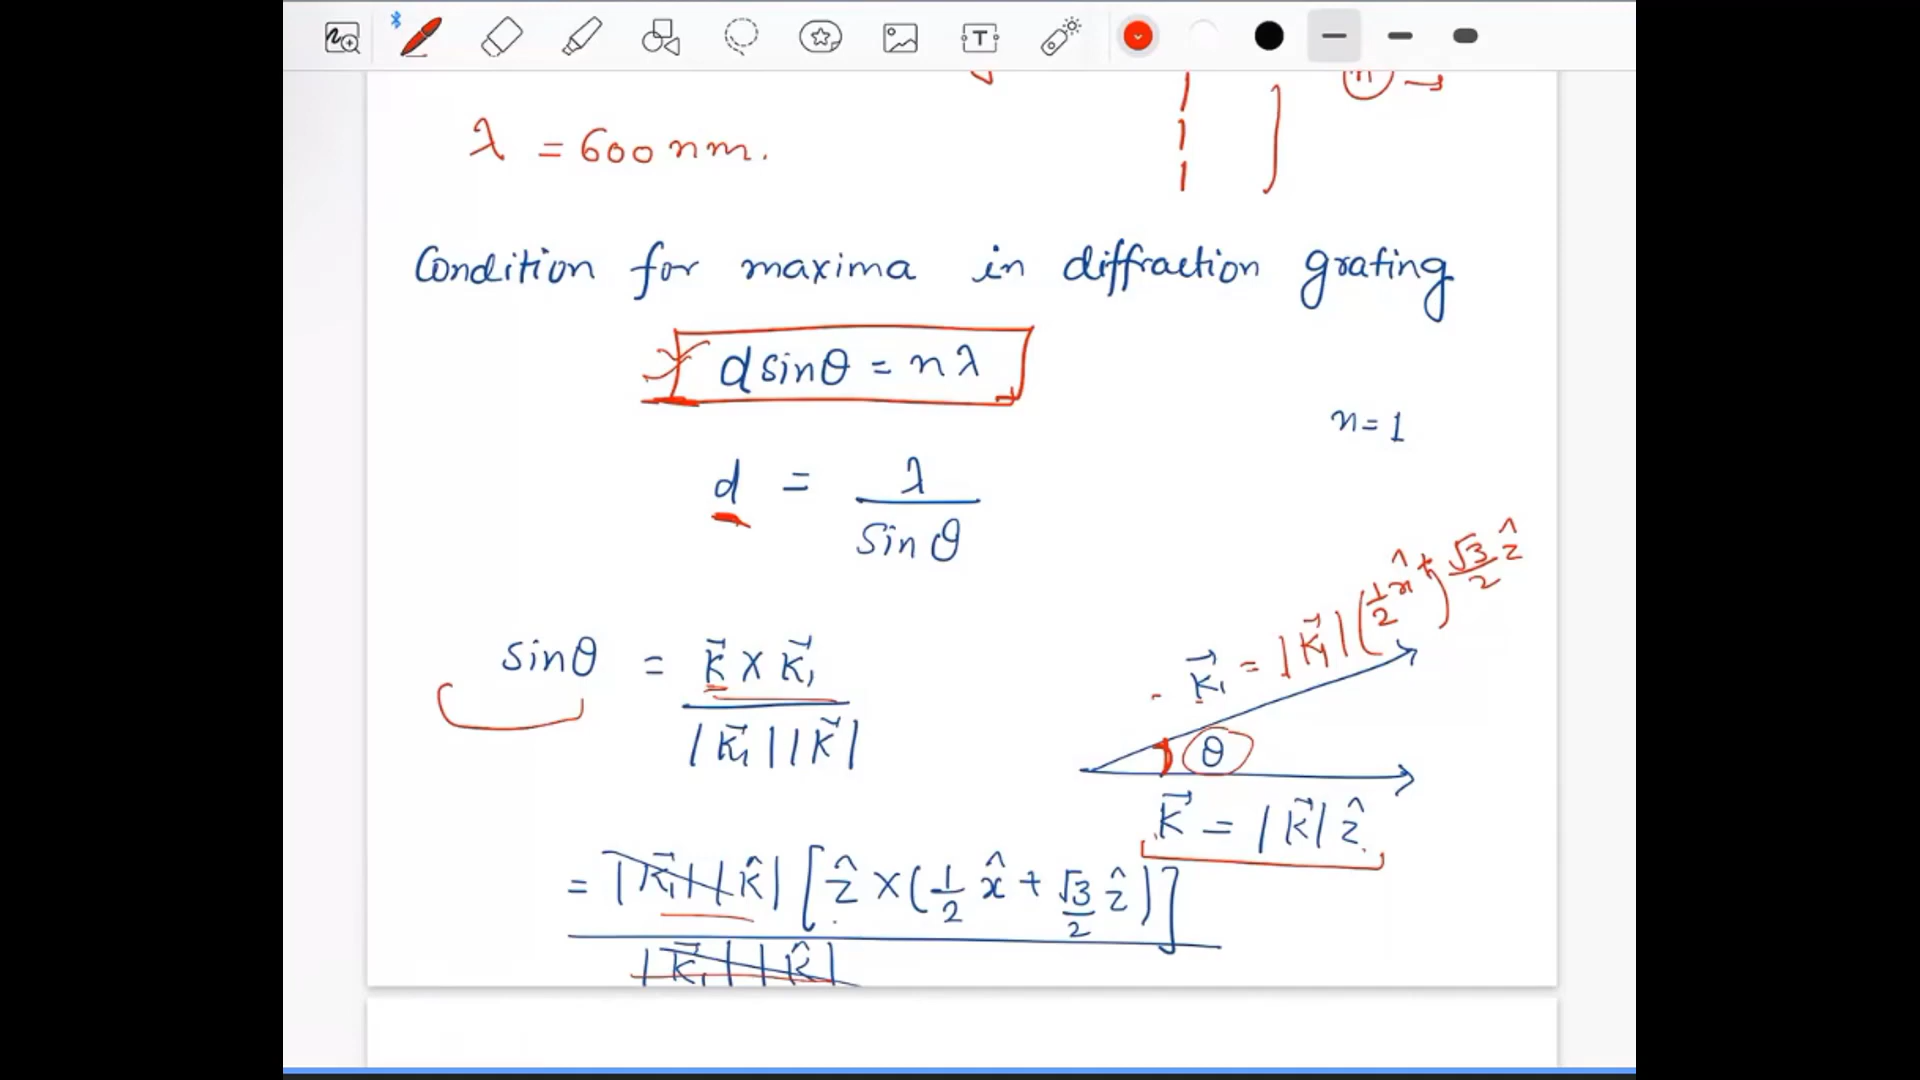 (n) →
λ = 600 nm.
Condition for maxima in diffraction grating
d sinθ = nλ
n = 1
d = λ / sinθ
sinθ = k⃗ × k⃗₁ / |k⃗₁| |k⃗|
k⃗₁ = |k⃗₁| (1/2 x̂ + √3/2 ẑ
θ
k⃗ = |k⃗| ẑ
= |k⃗₁| |k̂| [ẑ × (1/2 x̂ + √3/2 ẑ)]
|k⃗₁| |k̂|